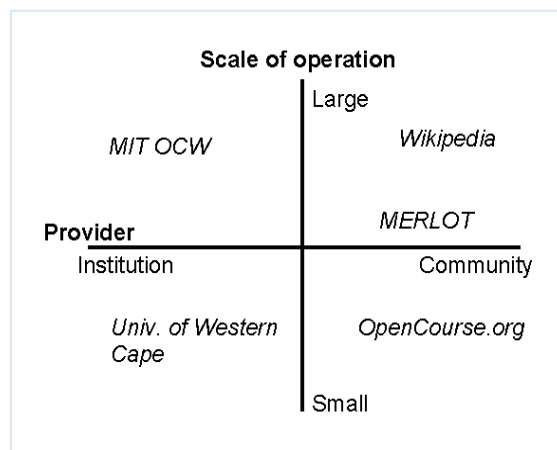 Scale of operation
Large
MIT OCW
Wikipedia
MERLOT
Provider
Institution
Community
Univ. of Western
Cape
OpenCourse.org
Small